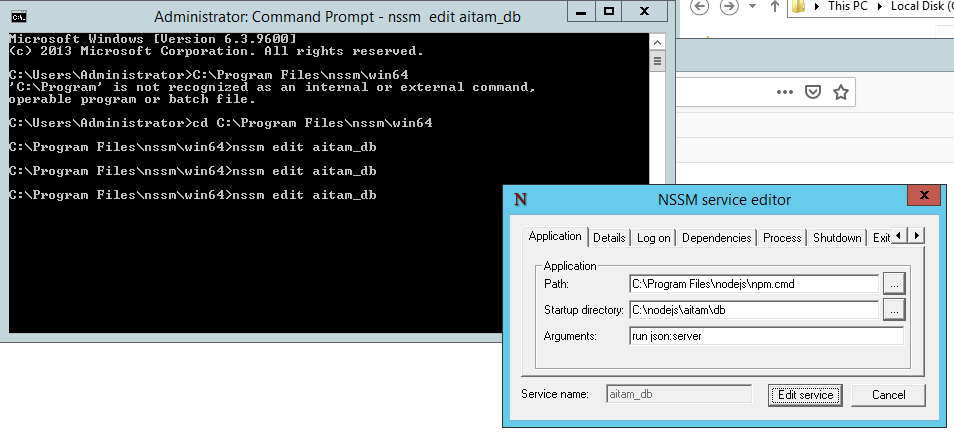 Administrator: Command Prompt - nssm  edit aitam_db
Microsoft Windows [Version 6.3.9600]
(c) 2013 Microsoft Corporation. All rights reserved.
C:\Users\Administrator>C:\Program Files\nssm\win64
'C:\Program' is not recognized as an internal or external command,
operable program or batch file.
C:\Users\Administrator>cd C:\Program Files\nssm\win64
C:\Program Files\nssm\win64>nssm edit aitam_db
C:\Program Files\nssm\win64>nssm edit aitam_db
C:\Program Files\nssm\win64>nssm edit aitam_db
This PC
Local Disk (
NSSM service editor
Application Details Log on Dependencies Process Shutdown Exit
Application
Path: C:\Program Files\nodejs\npm.cmd ...
Startup directory: C:\nodejs\aitam\db ...
Arguments: run json:server
Service name: aitam_db Edit service Cancel